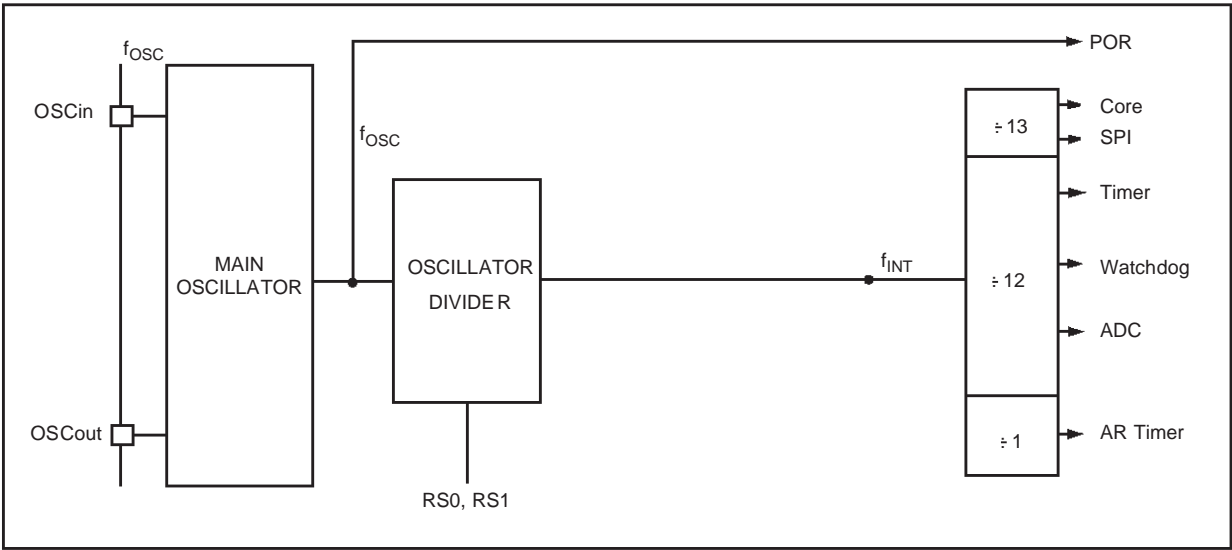 fOSC
POR
OSCin
Core
fOSC
÷ 13
SPI
Timer
MAIN
OSCILLATOR
OSCILLATOR
DIVIDER
fINT
÷ 12
Watchdog
ADC
OSCout
÷ 1
AR Timer
RS0, RS1